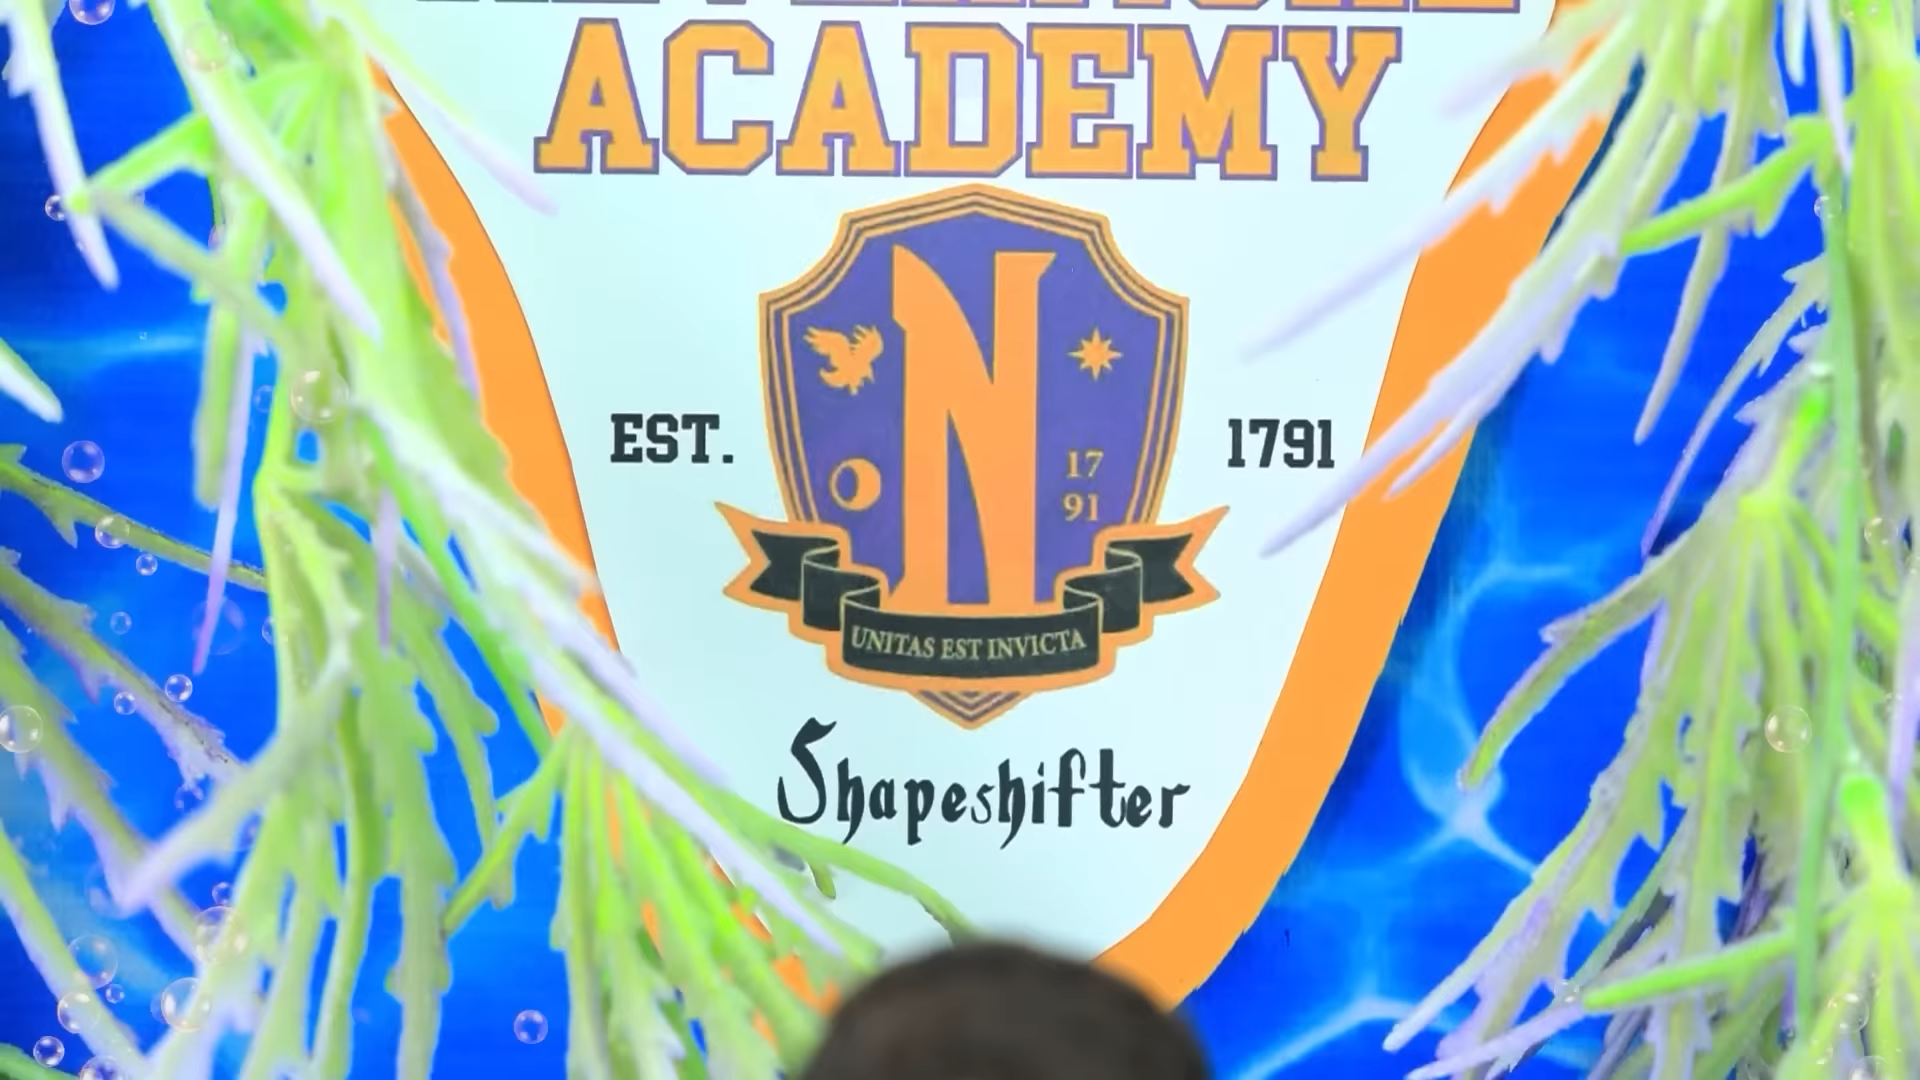 ACADEMY
N
EST.
1791
17
91
UNITAS EST INVICTA
Shapeshifter